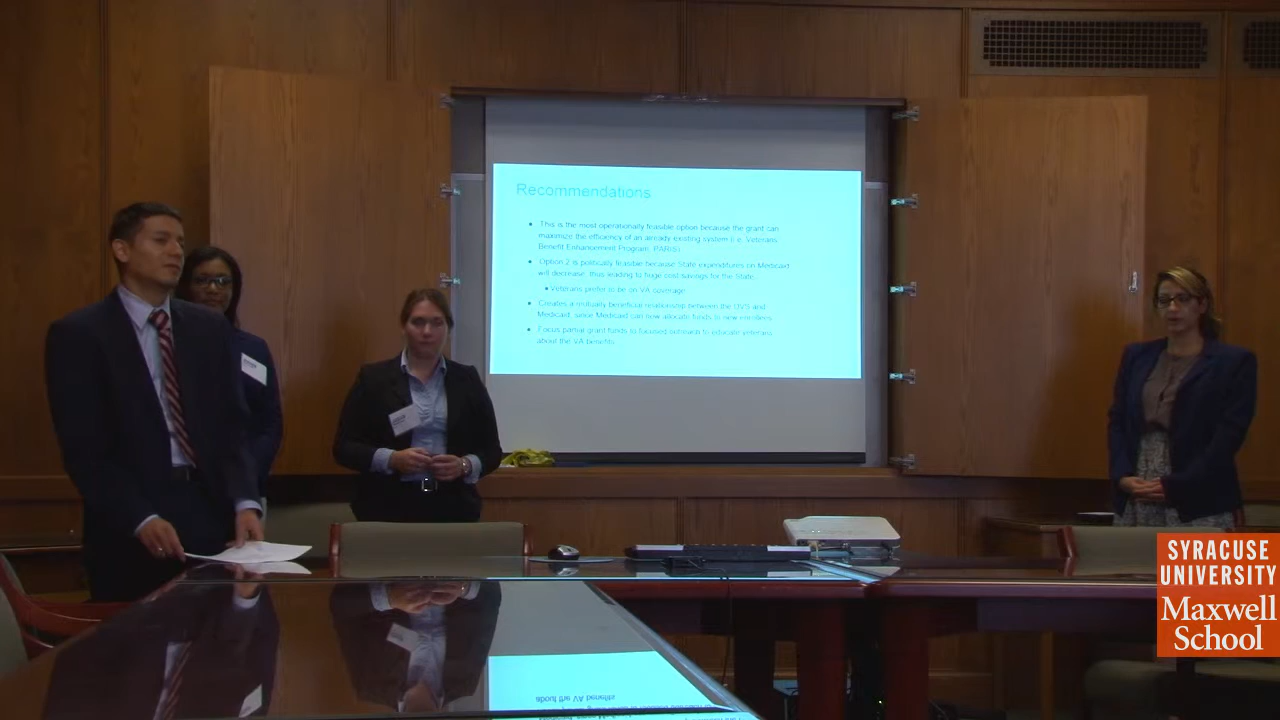 Recommendations
• This is the most operationally feasible option because the grant can
maximize the efficiency of an already existing system (i.e. Veterans
Benefit Enhancement Program, PARIS)
• Option 2 is politically feasible because State expenditures on Medicaid
will decrease, thus leading to huge cost savings for the State.
• Veterans prefer to be on VA coverage
• Creates a mutually beneficial relationship between the DVS and
Medicaid, since Medicaid can now allocate funds to new enrollees
• Focus partial grant funds to focused outreach to educate veterans
about the VA benefits
SYRACUSE
UNIVERSITY
Maxwell
School